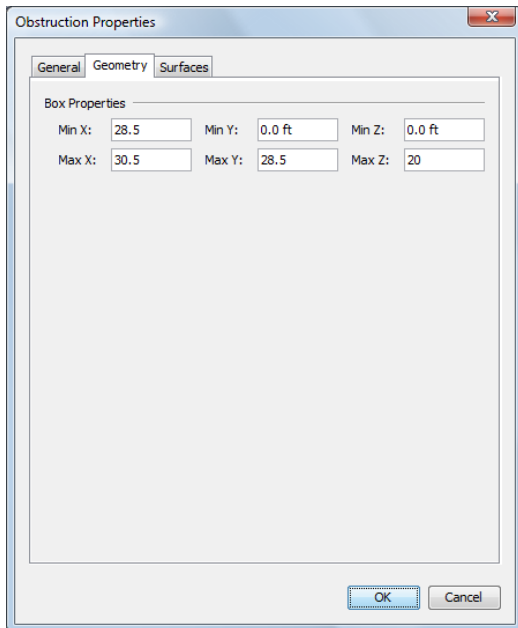 Obstruction Properties
General Geometry Surfaces
Box Properties
Min X: 28.5 Min Y: 0.0 ft Min Z: 0.0 ft
Max X: 30.5 Max Y: 28.5 Max Z: 20
OK Cancel